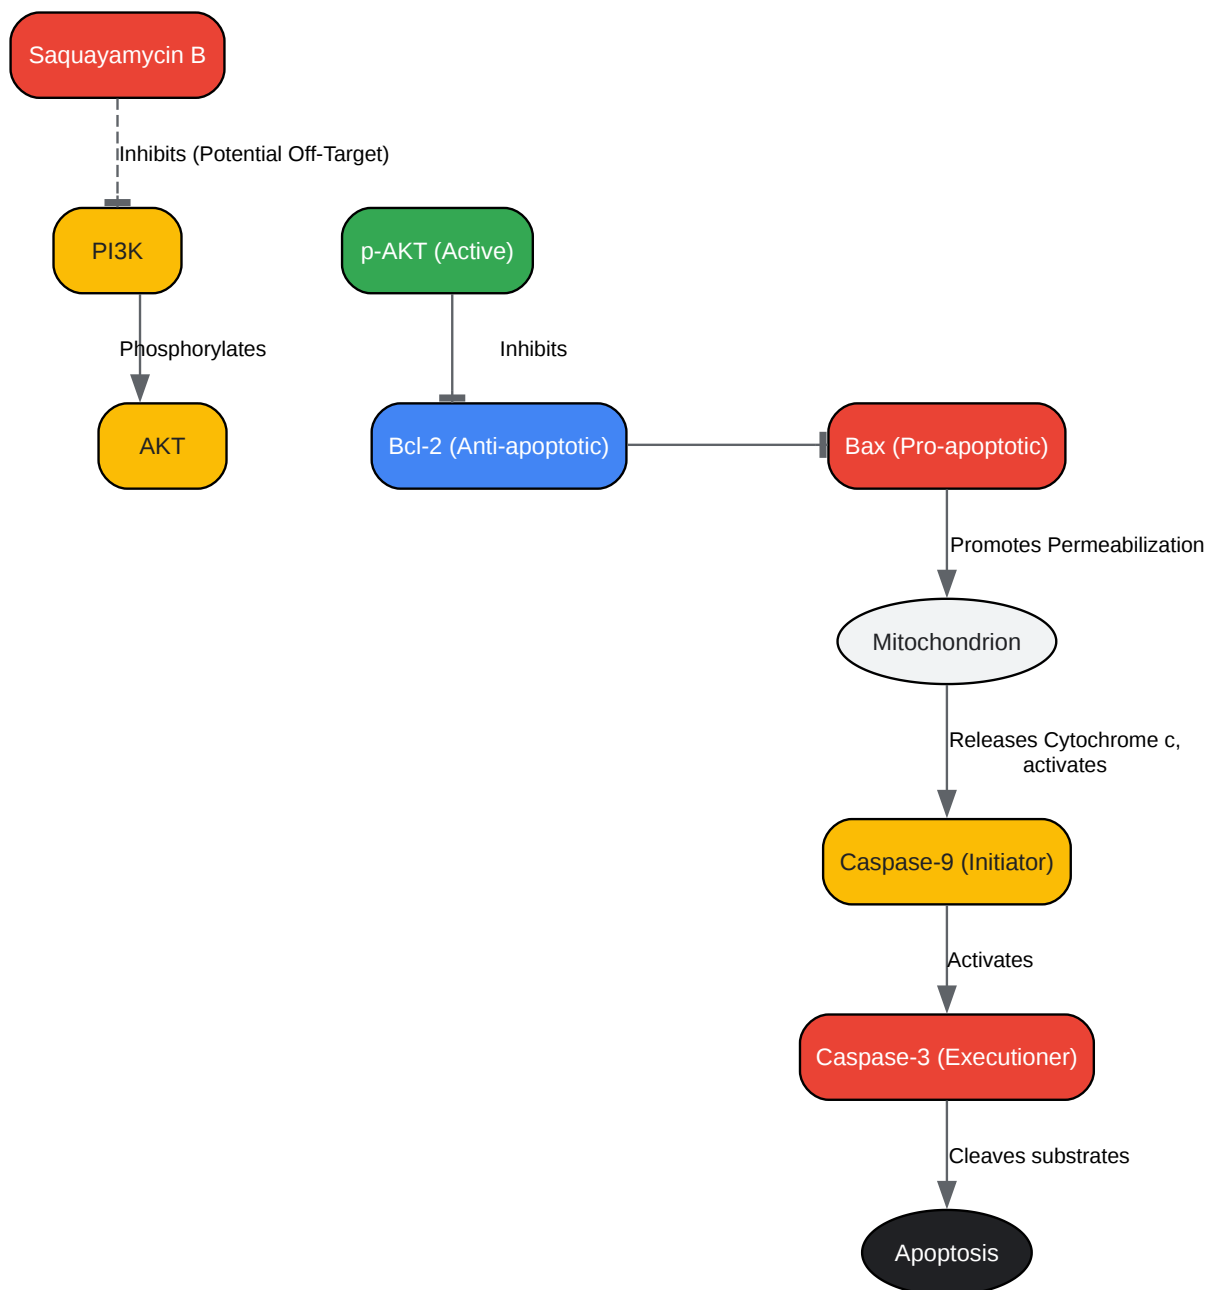 Saquayamycin B
Inhibits (Potential Off-Target)
PI3K
p-AKT (Active)
Phosphorylates
Inhibits
AKT
Bcl-2 (Anti-apoptotic)
Bax (Pro-apoptotic)
Promotes Permeabilization
Mitochondrion
Releases Cytochrome c,
activates
Caspase-9 (Initiator)
Activates
Caspase-3 (Executioner)
Cleaves substrates
Apoptosis